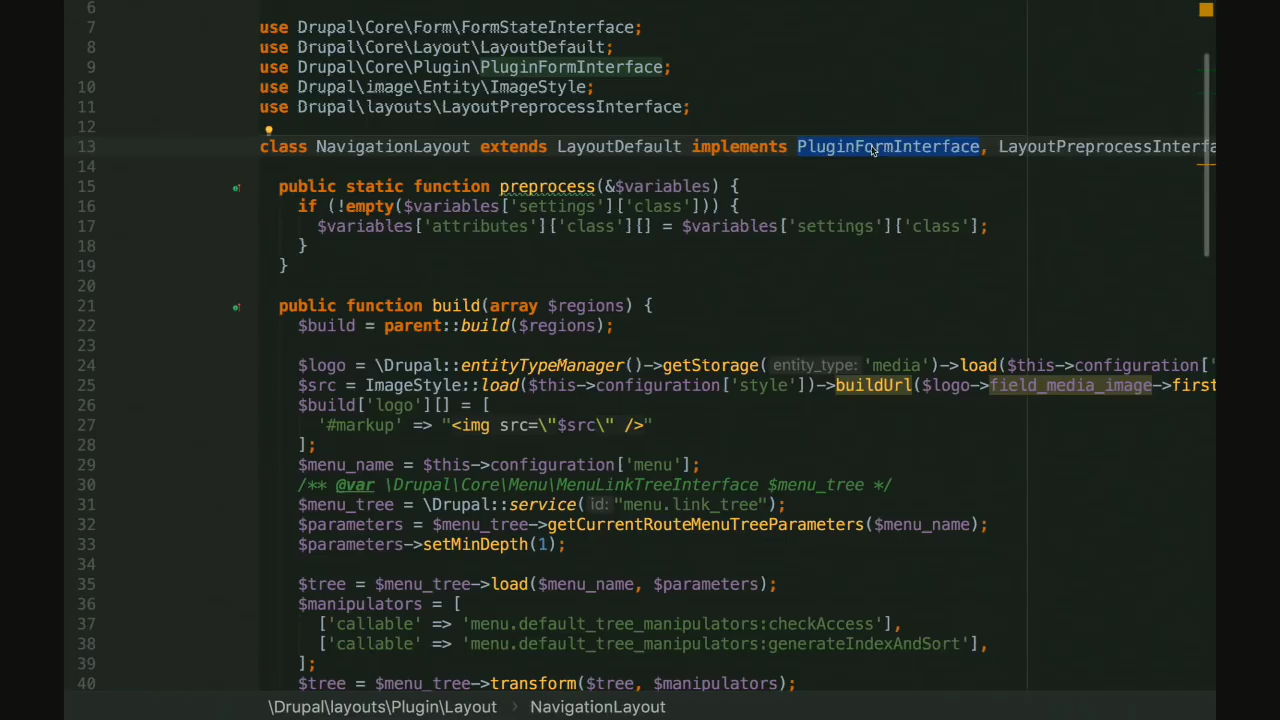 6
7 use Drupal\Core\Form\FormStateInterface;
8 use Drupal\Core\Layout\LayoutDefault;
9 use Drupal\Core\Plugin\PluginFormInterface;
10 use Drupal\image\Entity\ImageStyle;
11 use Drupal\layouts\LayoutPreprocessInterface;
12
13 class NavigationLayout extends LayoutDefault implements PluginFormInterface, LayoutPreprocessInterfa
14
15 public static function preprocess(&$variables) {
16 if (!empty($variables['settings']['class'])) {
17 $variables['attributes']['class'][] = $variables['settings']['class'];
18 }
19 }
20
21 public function build(array $regions) {
22 $build = parent::build($regions);
23
24 $logo = \Drupal::entityTypeManager()->getStorage( entity_type: 'media')->load($this->configuration['
25 $src = ImageStyle::load($this->configuration['style'])->buildUrl($logo->field_media_image->first
26 $build['logo'][] = [
27 '#markup' => "<img src=\"$src\" />"
28 ];
29 $menu_name = $this->configuration['menu'];
30 /** @var \Drupal\Core\Menu\MenuLinkTreeInterface $menu_tree */
31 $menu_tree = \Drupal::service( id: "menu.link_tree");
32 $parameters = $menu_tree->getCurrentRouteMenuTreeParameters($menu_name);
33 $parameters->setMinDepth(1);
34
35 $tree = $menu_tree->load($menu_name, $parameters);
36 $manipulators = [
37 ['callable' => 'menu.default_tree_manipulators:checkAccess'],
38 ['callable' => 'menu.default_tree_manipulators:generateIndexAndSort'],
39 ];
40 $tree = $menu_tree->transform($tree, $manipulators);
\Drupal\layouts\Plugin\Layout > NavigationLayout